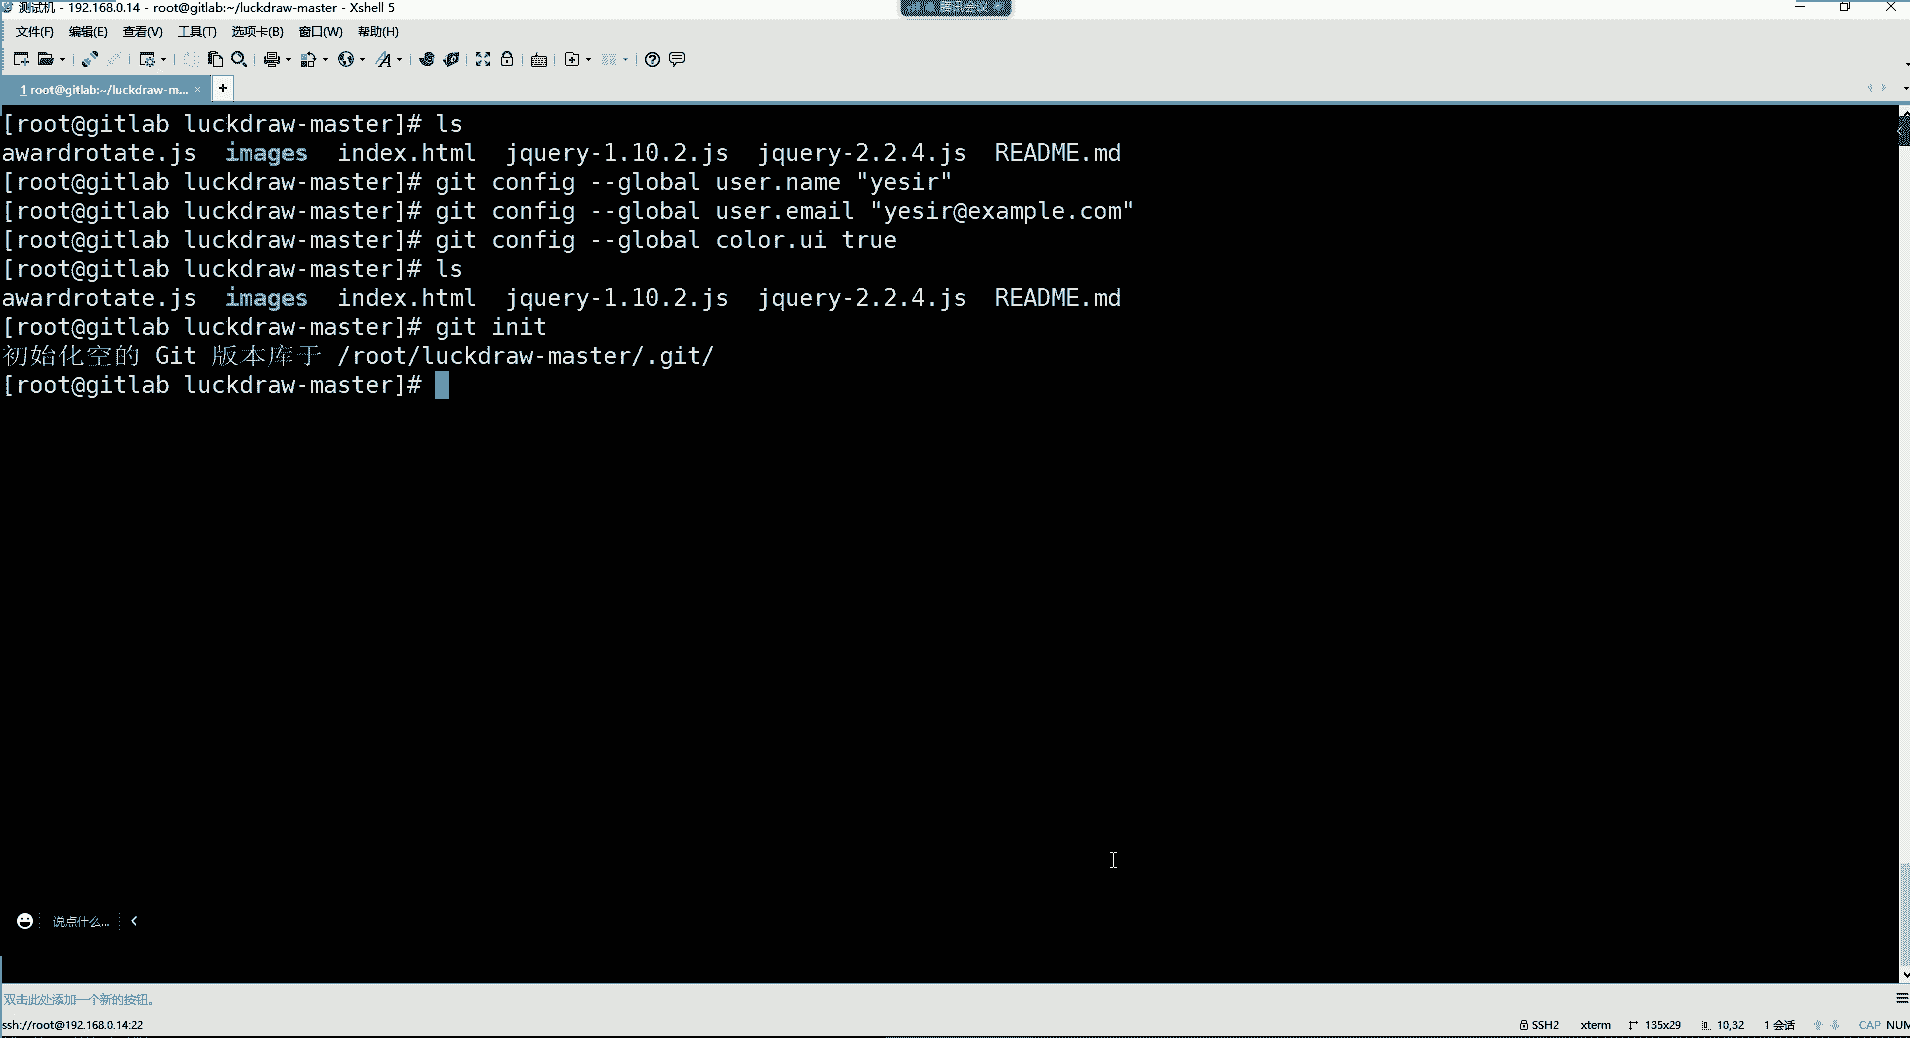 测试机 - 192.168.0.14 - root@gitlab:~/luckdraw-master - Xshell 5
腾讯会议
文件(F) 编辑(E) 查看(V) 工具(T) 选项卡(B) 窗口(W) 帮助(H)
1 root@gitlab:~/luckdraw-m... × +
[root@gitlab luckdraw-master]# ls
awardrotate.js images index.html jquery-1.10.2.js jquery-2.2.4.js README.md
[root@gitlab luckdraw-master]# git config --global user.name "yesir"
[root@gitlab luckdraw-master]# git config --global user.email "yesir@example.com"
[root@gitlab luckdraw-master]# git config --global color.ui true
[root@gitlab luckdraw-master]# ls
awardrotate.js images index.html jquery-1.10.2.js jquery-2.2.4.js README.md
[root@gitlab luckdraw-master]# git init
初始化空的 Git 版本库于 /root/luckdraw-master/.git/
[root@gitlab luckdraw-master]#
说点什么...
双击此处添加一个新的按钮。
ssh://root@192.168.0.14:22 SSH2 xterm 135x29 10,32 1 会话 CAP NUM